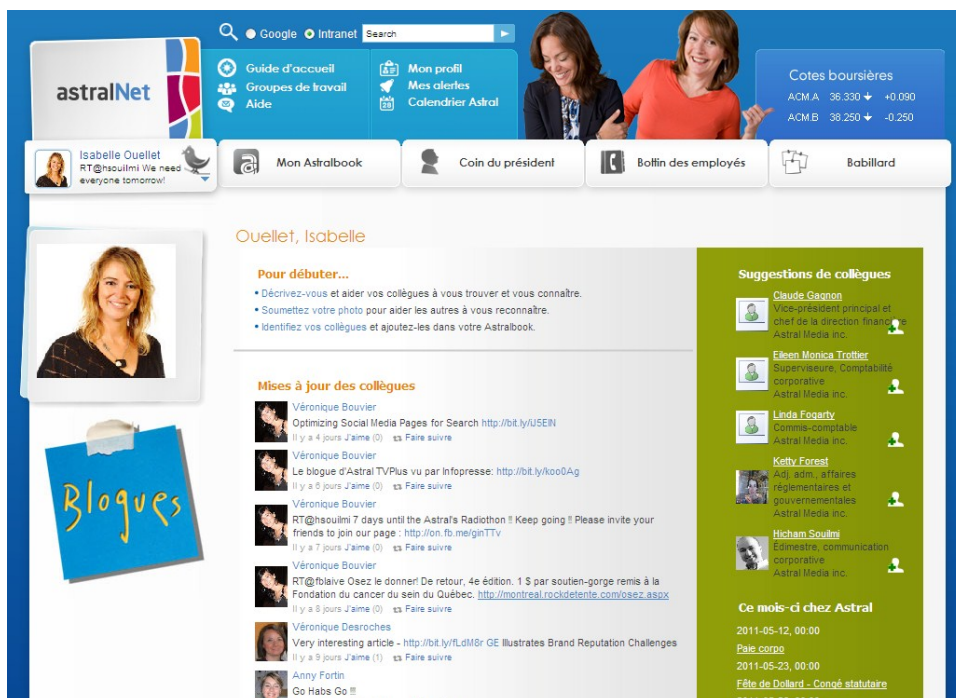 Google Intranet Search
astralNet
Guide d'accueil
Groupes de travail
Aide
Mon profil
Mes alertes
Calendrier Astral
Cotes boursières
ACM.A 36.330 +0.090
ACM.B 38.250 -0.250
Isabelle Ouellet
RT@hsouilmi We need
everyone tomorrow!
Mon Astralbook
Coin du président
Bottin des employés
Babillard
Ouellet, Isabelle
Pour débuter...
• Décrivez-vous et aider vos collègues à vous trouver et vous connaître.
• Soumettez votre photo pour aider les autres à vous reconnaître.
• Identifiez vos collègues et ajoutez-les dans votre Astralbook.
Mises à jour des collègues
Véronique Bouvier
Optimizing Social Media Pages for Search http://bit.ly/iJ5EIN
Il y a 4 jours J'aime (0) Faire suivre
Véronique Bouvier
Le blogue d'Astral TVPlus vu par Infopresse: http://bit.ly/koo0Ag
Il y a 6 jours J'aime (0) Faire suivre
Véronique Bouvier
RT@hsouilmi 7 days until the Astral's Radiothon !! Keep going !! Please invite your
friends to join our page : http://on.fb.me/ginTTv
Il y a 7 jours J'aime (0) Faire suivre
Véronique Bouvier
RT@fblaive Osez le donner! De retour, 4e édition. 1 $ par soutien-gorge remis à la
Fondation du cancer du sein du Québec. http://montreal.rockdetente.com/osez.aspx
Il y a 8 jours J'aime (0) Faire suivre
Véronique Desroches
Very interesting article - http://bit.ly/fLdM8r GE Illustrates Brand Reputation Challenges
Il y a 9 jours J'aime (1) Faire suivre
Anny Fortin
Go Habs Go !!!
Suggestions de collègues
Claude Gagnon
Vice-président principal et
chef de la direction financière
Astral Media inc.
Eileen Monica Trottier
Superviseure, Comptabilité
corporative
Astral Media inc.
Linda Fogarty
Commis-comptable
Astral Media inc.
Ketty Forest
Adj. adm., affaires
réglementaires et
gouvernementales
Astral Media inc.
Hicham Souilmi
Édimestre, communication
corporative
Astral Media inc.
Ce mois-ci chez Astral
2011-05-12, 00:00
Paie corpo
2011-05-23, 00:00
Fête de Dollard - Congé statutaire
Blogues